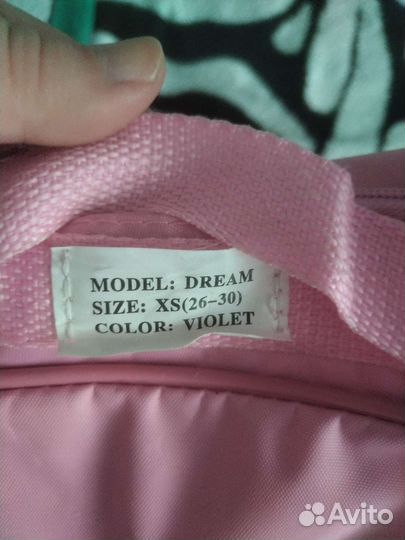 MODEL: DREAM
SIZE: XS(26-30)
COLOR: VIOLET
Avito